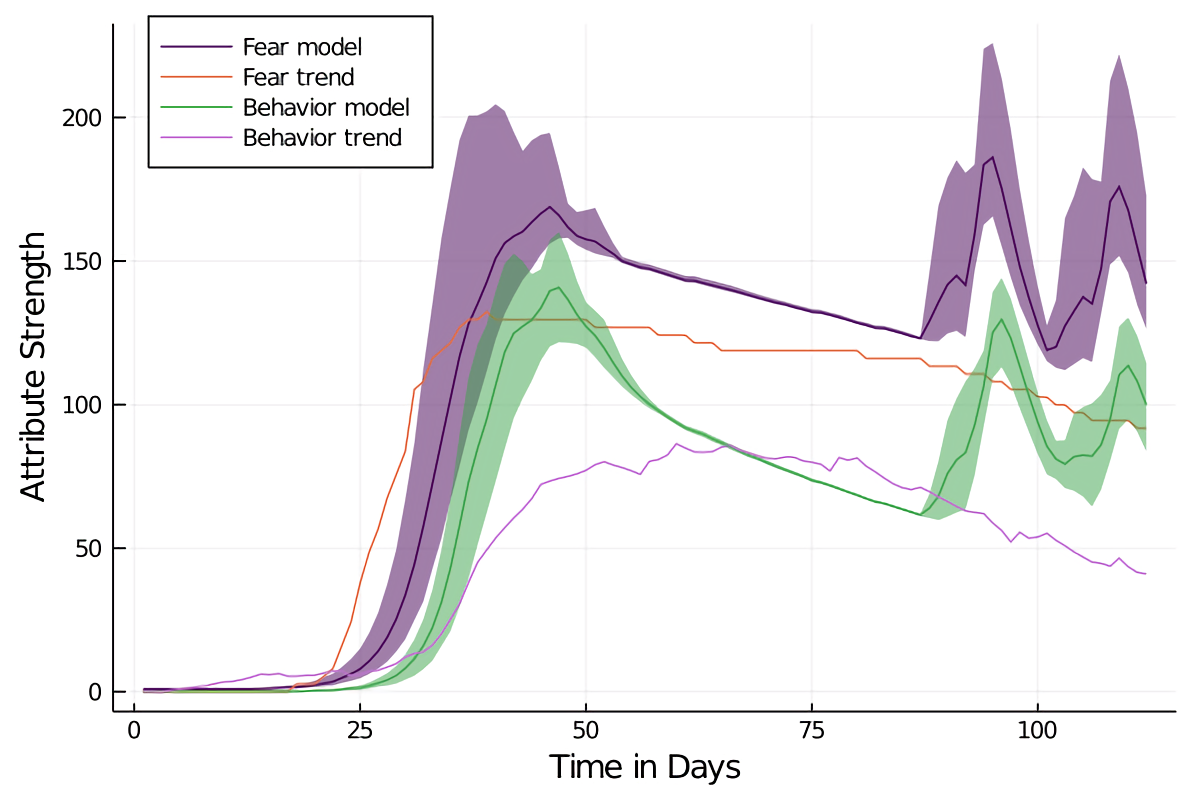 Fear model
Fear trend
Behavior model
Behavior trend
200
150
100
50
0
Attribute Strength
0 25 50 75 100
Time in Days